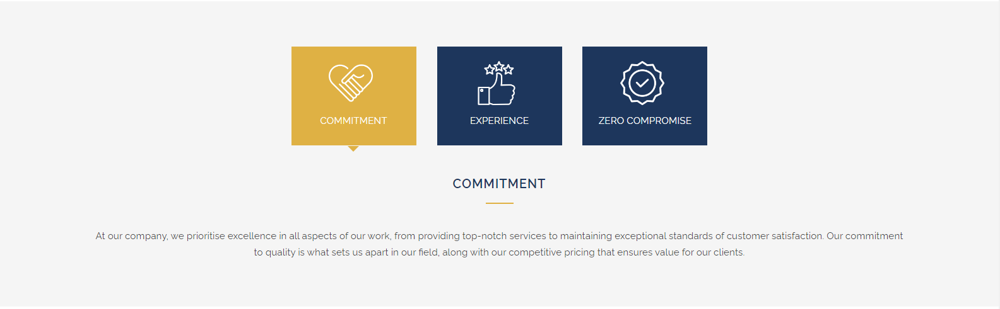 COMMITMENT
EXPERIENCE
ZERO COMPROMISE
COMMITMENT
At our company, we prioritise excellence in all aspects of our work, from providing top-notch services to maintaining exceptional standards of customer satisfaction. Our commitment
to quality is what sets us apart in our field, along with our competitive pricing that ensures value for our clients.